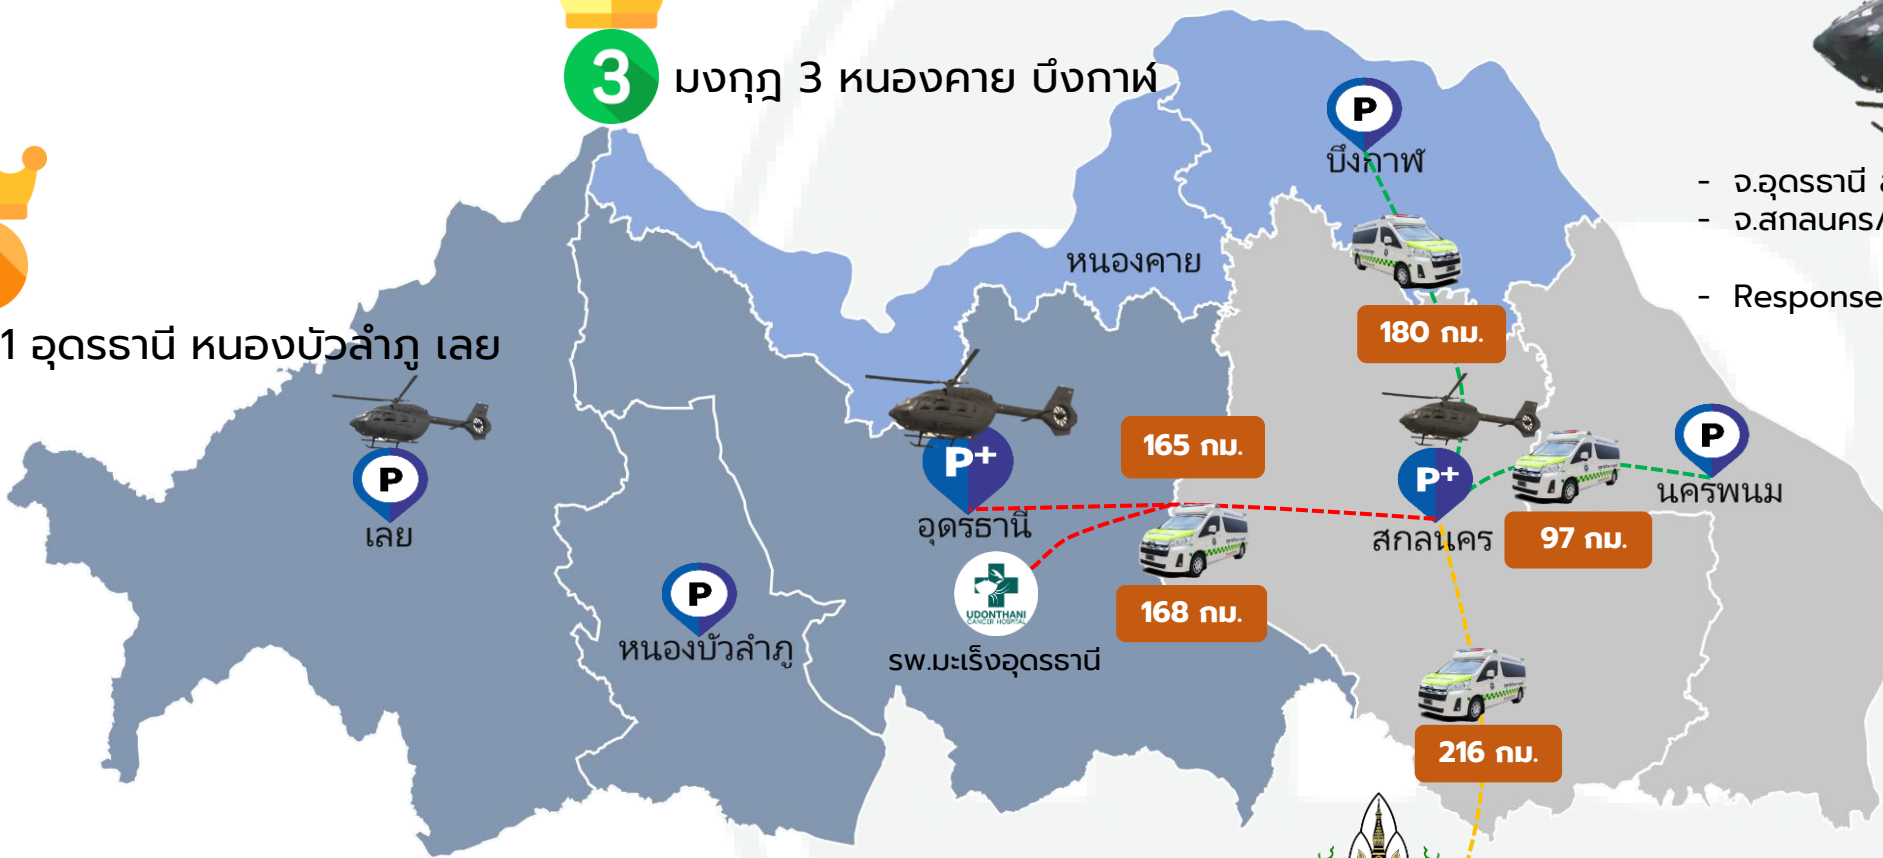 3
มงกุฎ 3 หนองคาย บึงกาฬ
P
บึงกาฬ
- จ.อุดรธานี
- จ.สกลนคร/
- Response
หนองคาย
180 กม.
1 อุดรธานี หนองบัวลำภู เลย
165 กม.
P
เลย
P+
อุดรธานี
P+
สกลนคร
P
นครพนม
97 กม.
P
หนองบัวลำภู
UDONTHANI
CANCER HOSPITAL
รพ.มะเร็งอุดรธานี
168 กม.
216 กม.